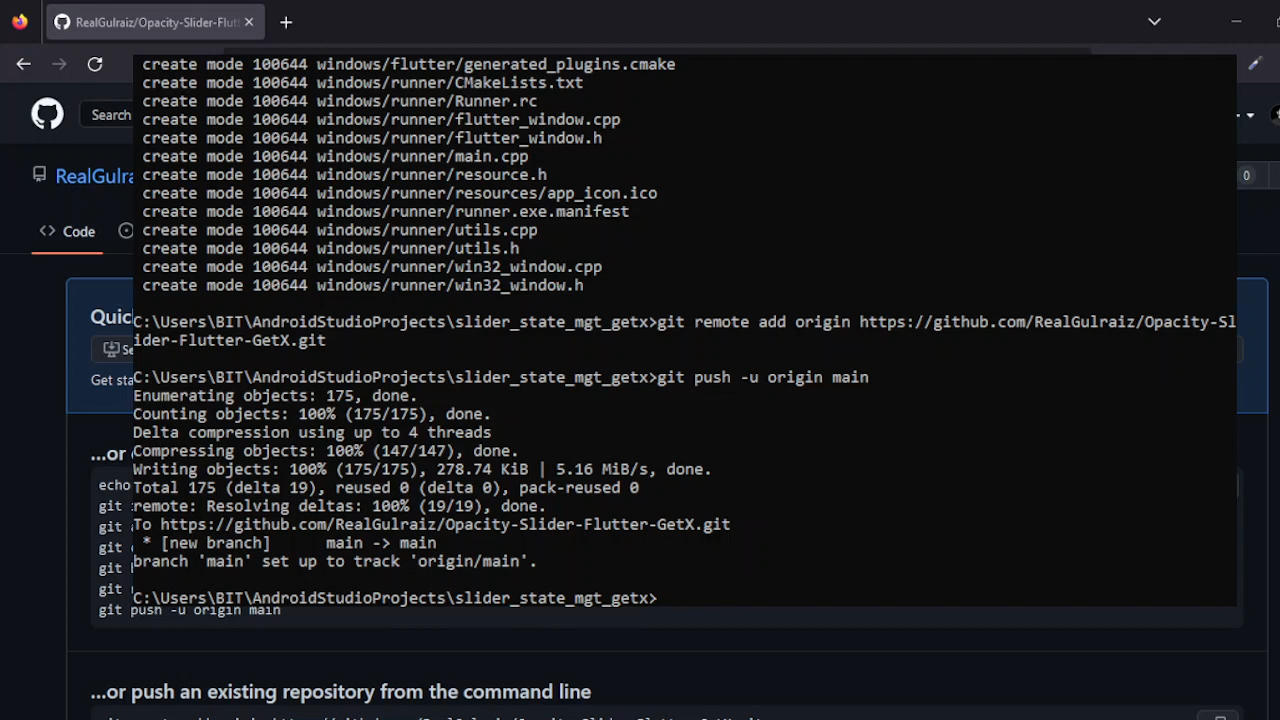 RealGulraiz/Opacity-Slider-Flut
Search
RealGulra
0
Code
create mode 100644 windows/flutter/generated_plugins.cmake
create mode 100644 windows/runner/CMakeLists.txt
create mode 100644 windows/runner/Runner.rc
create mode 100644 windows/runner/flutter_window.cpp
create mode 100644 windows/runner/flutter_window.h
create mode 100644 windows/runner/main.cpp
create mode 100644 windows/runner/resource.h
create mode 100644 windows/runner/resources/app_icon.ico
create mode 100644 windows/runner/runner.exe.manifest
create mode 100644 windows/runner/utils.cpp
create mode 100644 windows/runner/utils.h
create mode 100644 windows/runner/win32_window.cpp
create mode 100644 windows/runner/win32_window.h
C:\Users\BIT\AndroidStudioProjects\slider_state_mgt_getx>git remote add origin https://github.com/RealGulraiz/Opacity-Sl
ider-Flutter-GetX.git
C:\Users\BIT\AndroidStudioProjects\slider_state_mgt_getx>git push -u origin main
Enumerating objects: 175, done.
Counting objects: 100% (175/175), done.
Delta compression using up to 4 threads
Compressing objects: 100% (147/147), done.
Writing objects: 100% (175/175), 278.74 KiB | 5.16 MiB/s, done.
Total 175 (delta 19), reused 0 (delta 0), pack-reused 0
remote: Resolving deltas: 100% (19/19), done.
To https://github.com/RealGulraiz/Opacity-Slider-Flutter-GetX.git
* [new branch]      main -> main
branch 'main' set up to track 'origin/main'.
C:\Users\BIT\AndroidStudioProjects\slider_state_mgt_getx>
Quic
Se
Get sta
...or
echo
git
git
git
git
git
git push -u origin main
...or push an existing repository from the command line